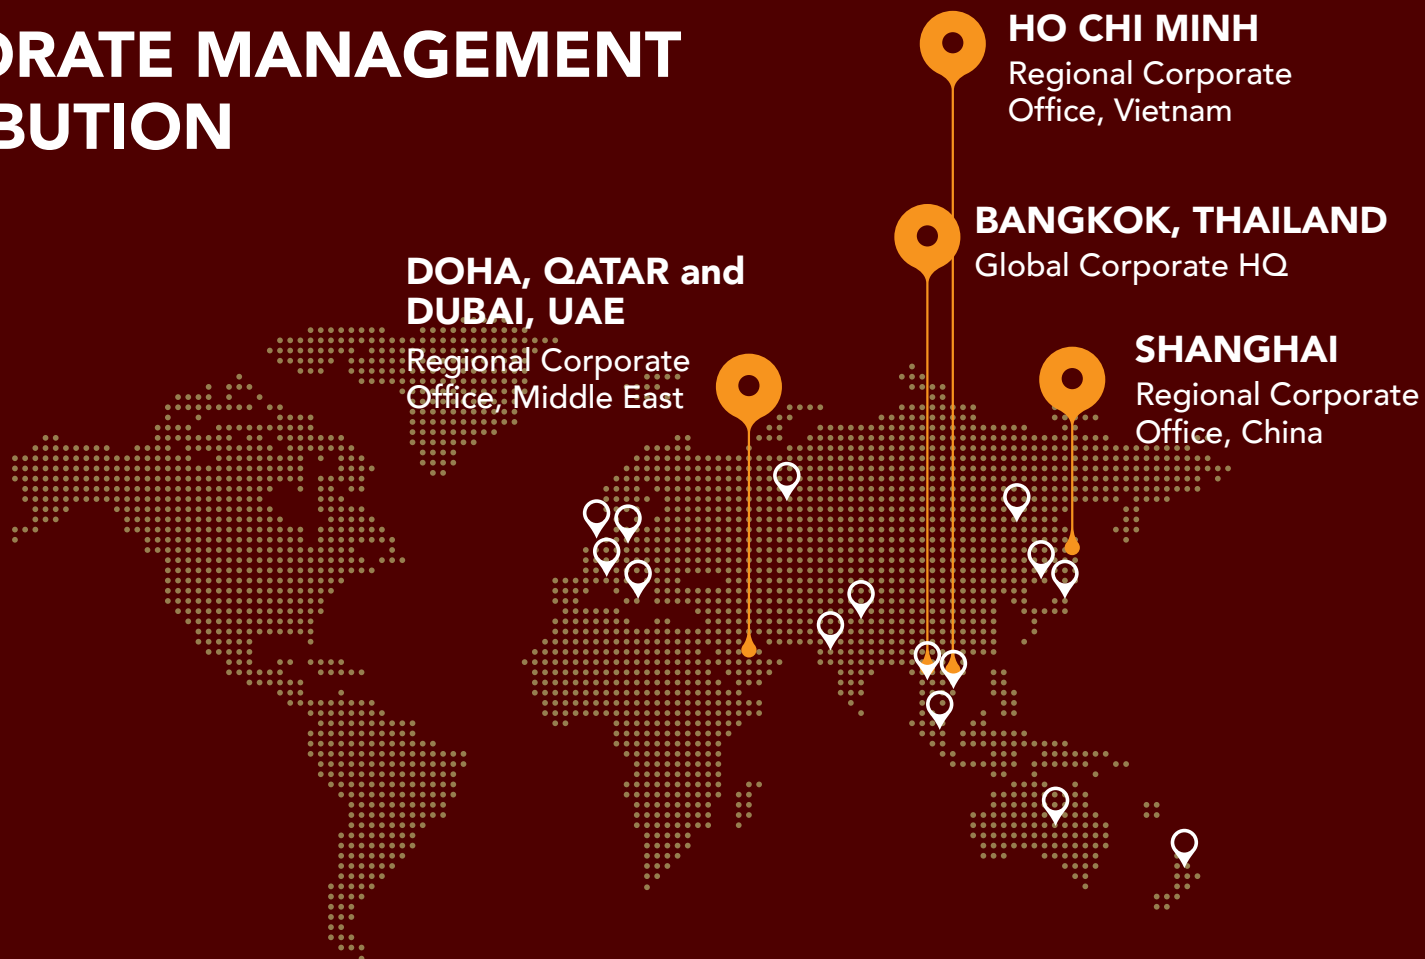 ORATE MANAGEMENT
BUTION
HO CHI MINH
Regional Corporate
Office, Vietnam
BANGKOK, THAILAND
Global Corporate HQ
DOHA, QATAR and
DUBAI, UAE
Regional Corporate
Office, Middle East
SHANGHAI
Regional Corporate
Office, China